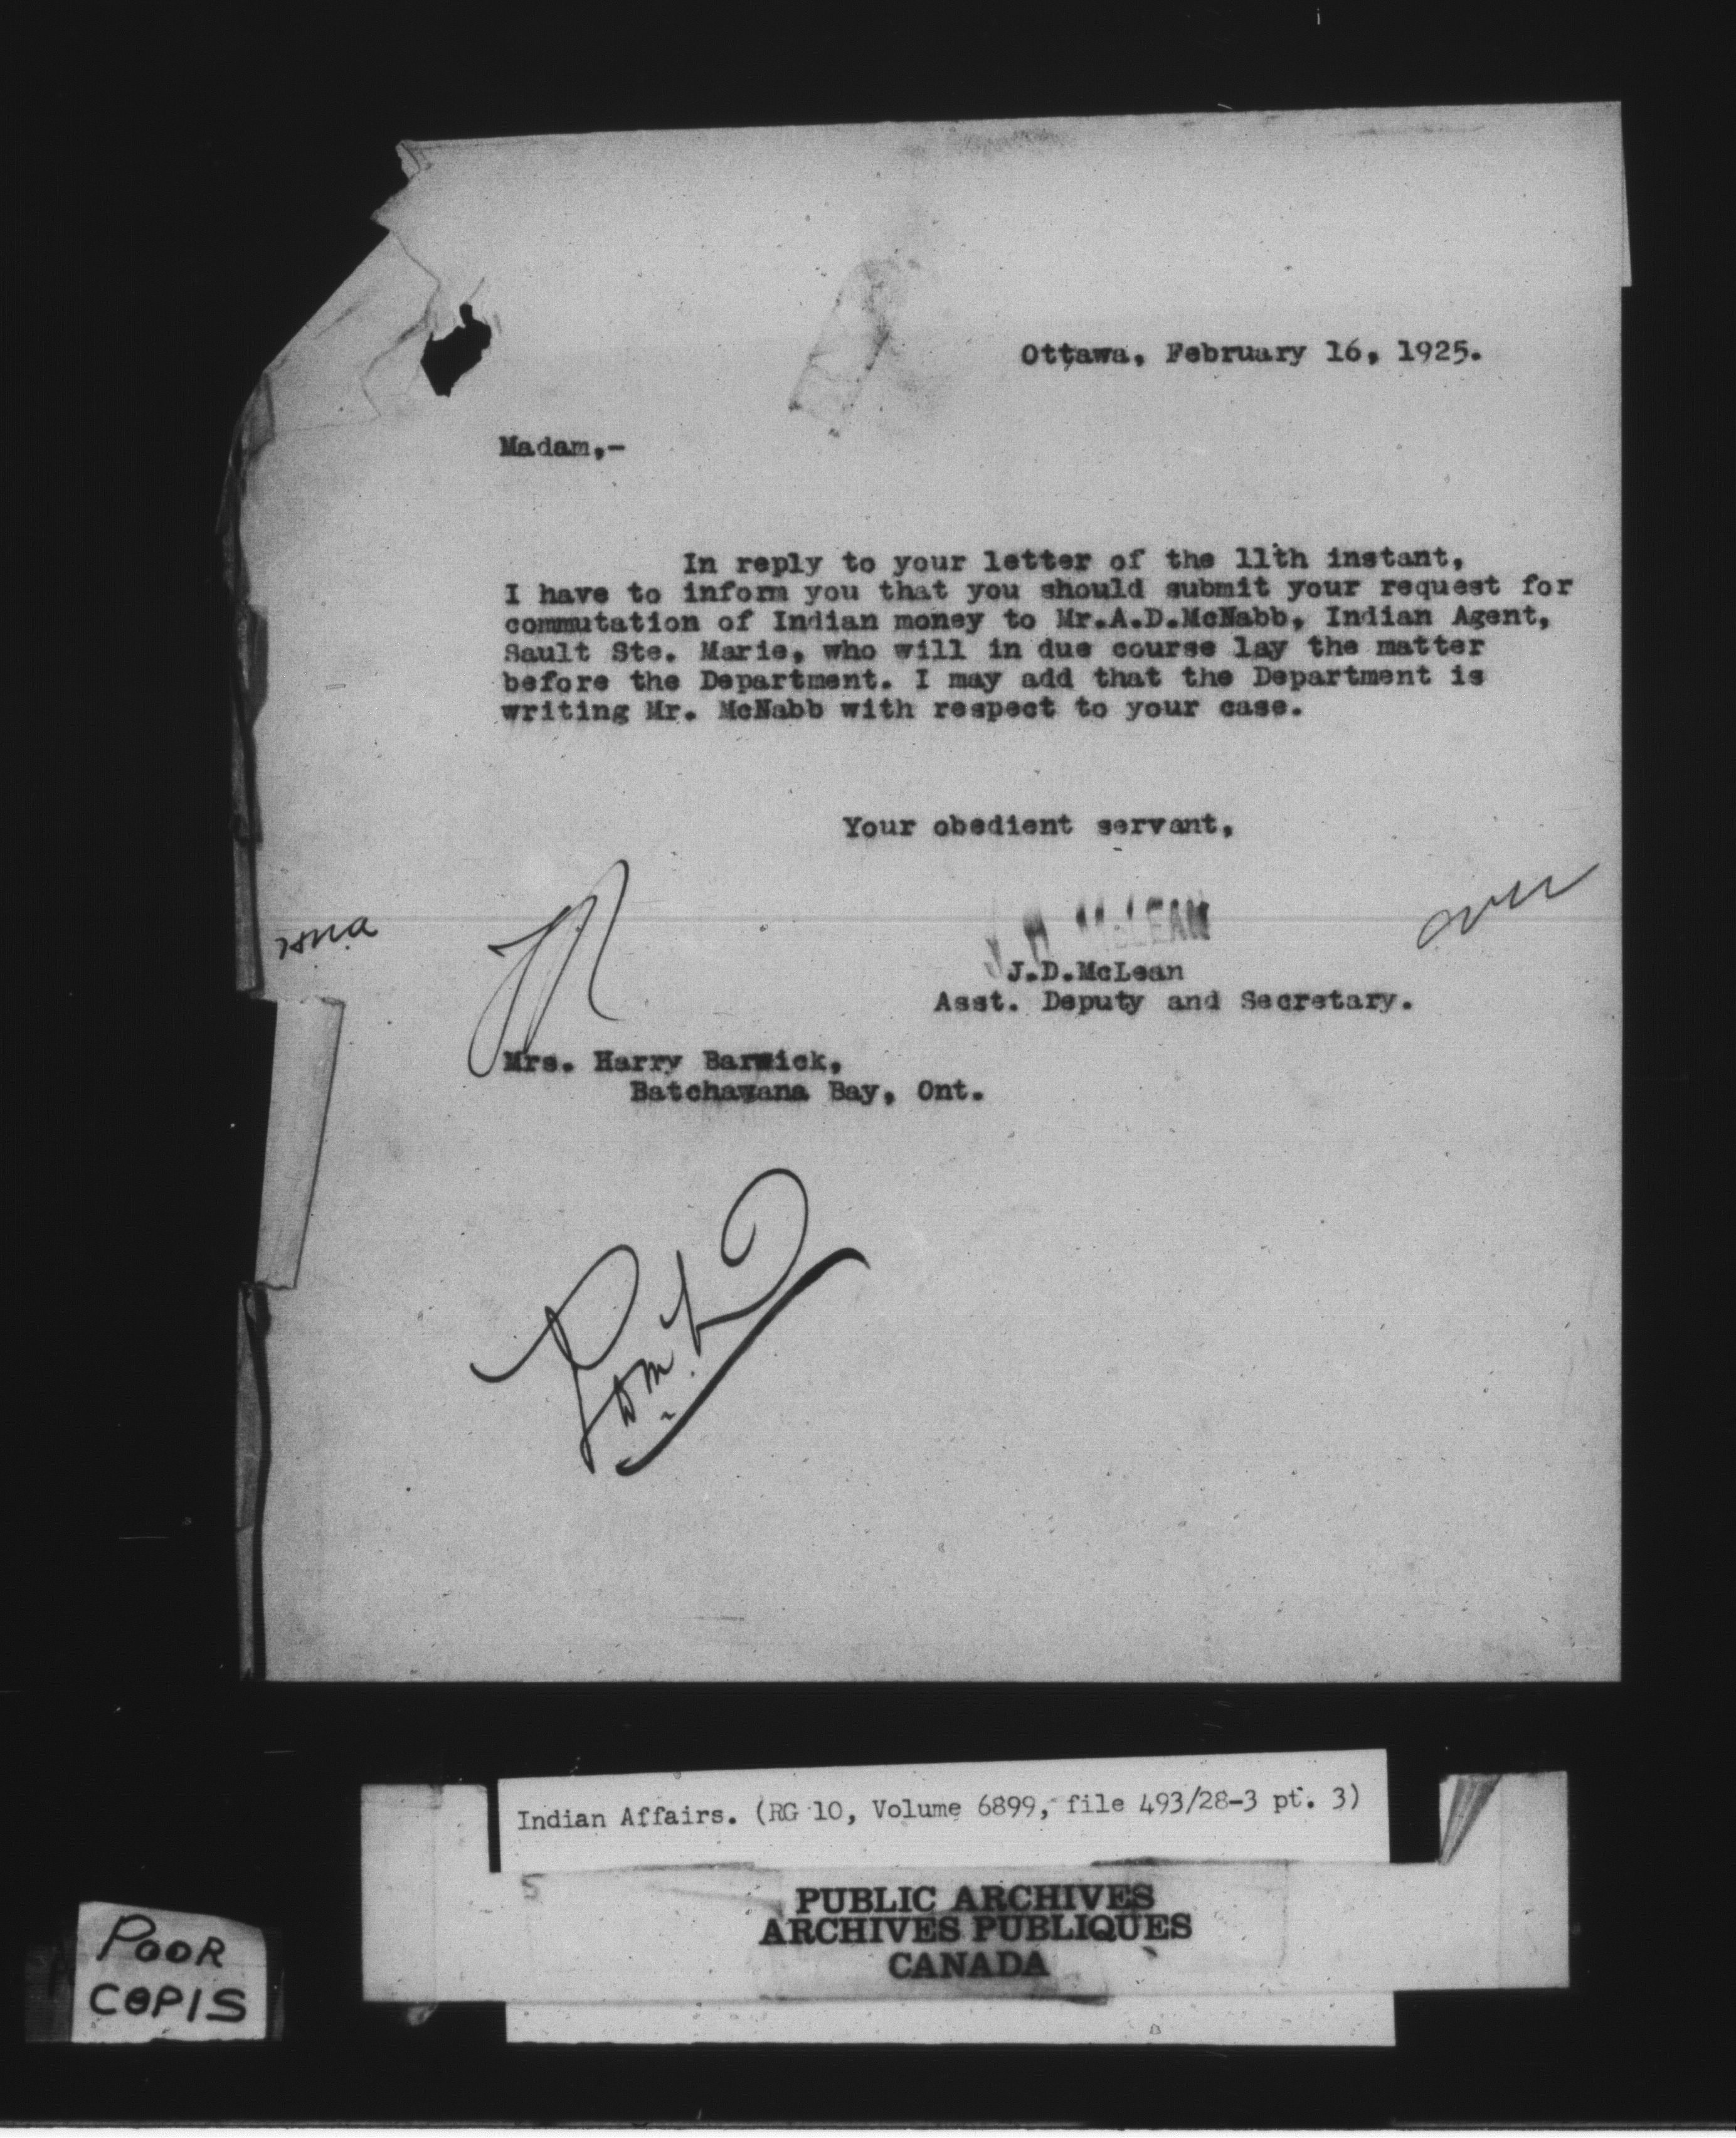 Ottawa, February 16, 1925.
Madam,-
In reply to your letter of the 11th instant,
I have to inform you that you should submit your request for
commutation of Indian money to Mr.A.D.McNabb, Indian Agent,
Sault Ste. Marie, who will in due course lay the matter
before the Department. I may add that the Department is
writing Mr. McNabb with respect to your case.
Your obedient servant,
J. D. McLEAN
J.D.McLean
Asst. Deputy and Secretary.
Mrs. Harry Barwick,
Batchawana Bay, Ont.
Indian Affairs. (RG 10, Volume 6899, file 493/28-3 pt. 3)
PUBLIC ARCHIVES
ARCHIVES PUBLIQUES
CANADA
POOR
COPIS